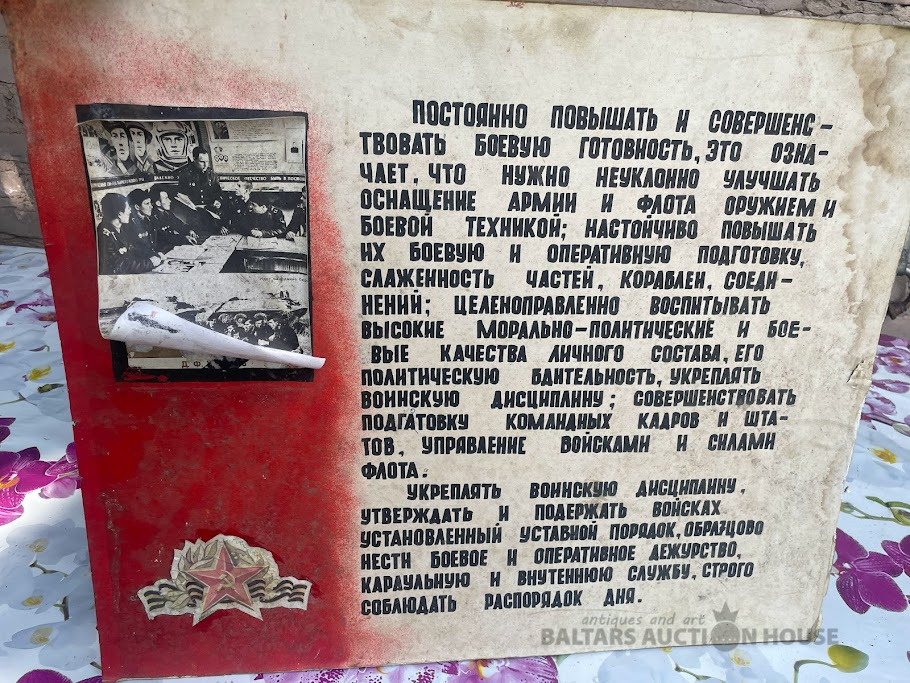 ПОСТОЯННО ПОВЫШАТЬ И СОВЕРШЕНС-
ТВОВАТЬ БОЕВУЮ ГОТОВНОСТЬ, ЭТО ОЗНА-
ЧАЕТ, ЧТО НУЖНО НЕУКЛОННО УЛУЧШАТЬ
ОСНАЩЕНИЕ АРМИИ И ФЛОТА ОРУЖИЕМ И
БОЕВОЙ ТЕХНИКОЙ; НАСТОЙЧИВО ПОВЫШАТЬ
ИХ БОЕВУЮ И ОПЕРАТИВНУЮ ПОДГОТОВКУ,
СЛАЖЕННОСТЬ ЧАСТЕЙ, КОРАБЛЕЙ, СОЕДИ-
НЕНИЙ; ЦЕЛЕНОПРАВЛЕННО ВОСПИТЫВАТЬ
ВЫСОКИЕ МОРАЛЬНО-ПОЛИТИЧЕСКИЕ И БОЕ-
ВЫЕ КАЧЕСТВА ЛИЧНОГО СОСТАВА, ЕГО
ПОЛИТИЧЕСКУЮ БДИТЕЛЬНОСТЬ, УКРЕПЛЯТЬ
ВОИНСКУЮ ДИСЦИПЛИНУ; СОВЕРШЕНСТВОВАТЬ
ПОДГАТОВКУ КОМАНДНЫХ КАДРОВ И ШТА-
ТОВ, УПРАВЛЕНИЕ ВОЙСКАМИ И СИЛАМИ
ФЛОТА.
УКРЕПЛЯТЬ ВОИНСКУЮ ДИСЦИПЛИНУ,
УТВЕРЖДАТЬ И ПОДЕРЖАТЬ ВОЙСКАХ
УСТАНОВЛЕННЫЙ УСТАВНОЙ ПОРЯДОК, ОБРАЗЦОВО
НЕСТИ БОЕВОЕ И ОПЕРАТИВНОЕ ДЕЖУРСТВО,
КАРАУЛЬНУЮ И ВНУТЕННЮЮ СЛУЖБУ, СТРОГО
СОБЛЮДАТЬ РАСПОРЯДОК ДНЯ.
antiques and art
BALTARS AUCTION HOUSE